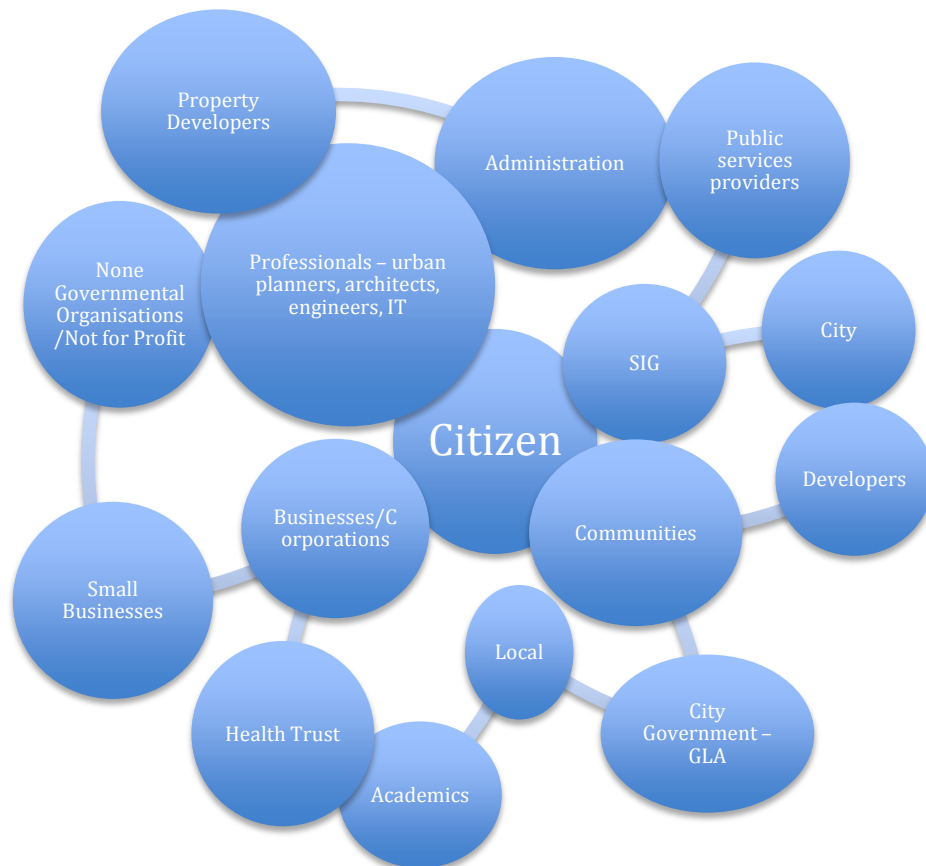 Property
Developers
Administration
Public
services
providers
None
Governmental
Organisations
/Not for Profit
Professionals – urban
planners, architects,
engineers, IT
SIG
City
Citizen
Developers
Businesses/C
orporations
Communities
Small
Businesses
Local
Health Trust
City
Government –
GLA
Academics